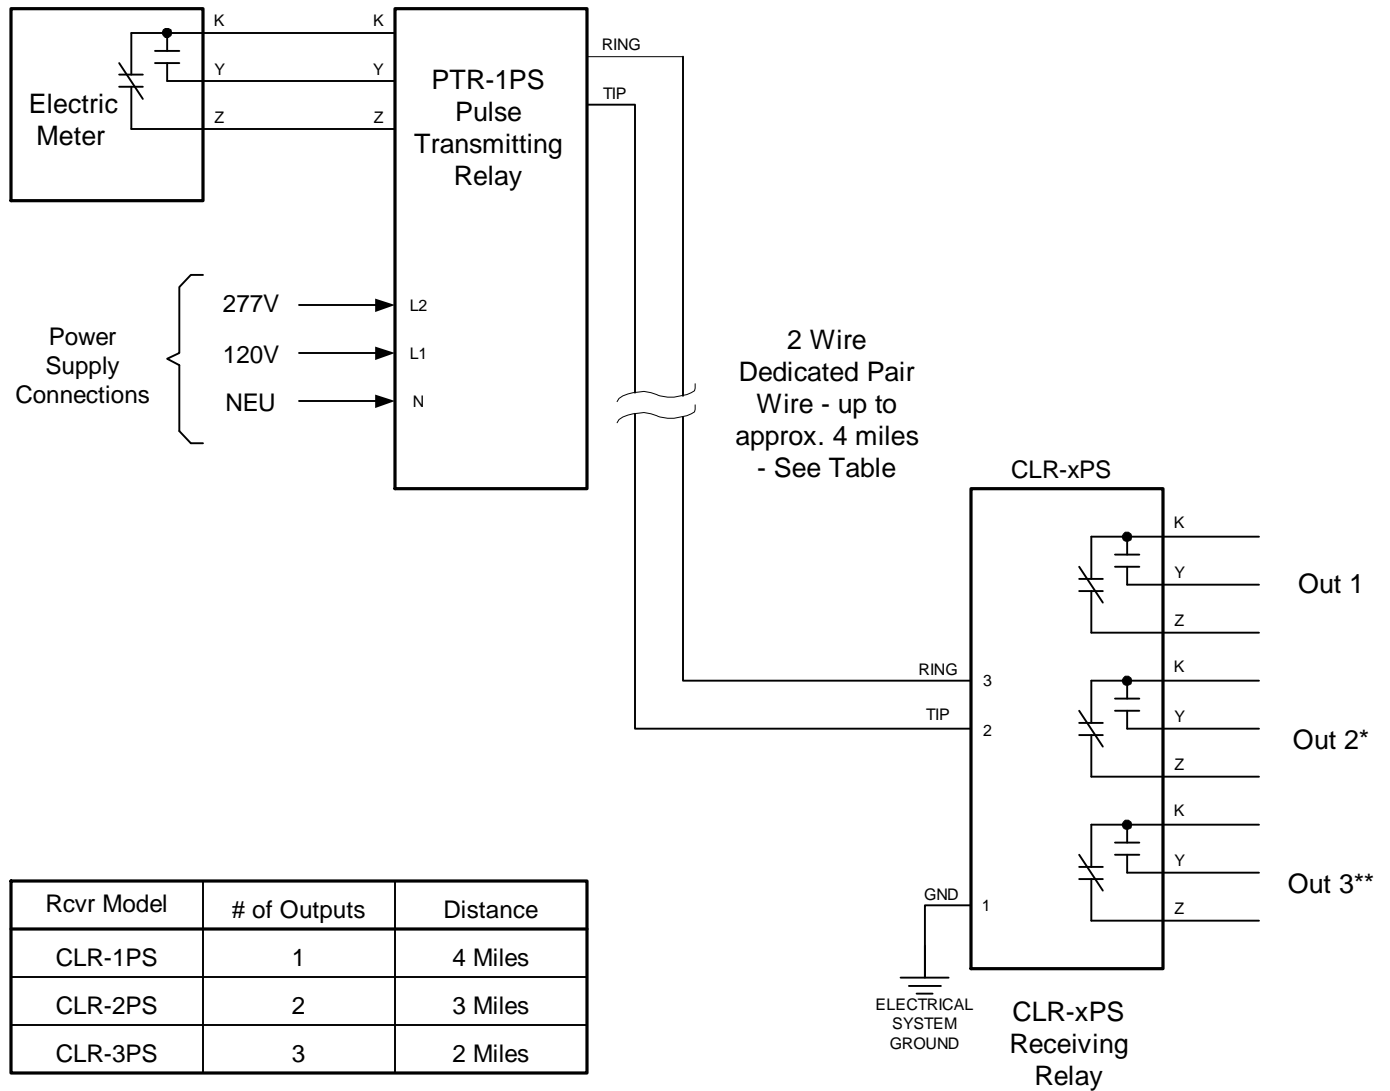 K K
Y Y
Z Z
Electric
Meter
PTR-1PS
Pulse
Transmitting
Relay
RING
TIP
Power
Supply
Connections
277V L2
120V L1
NEU N
2 Wire
Dedicated Pair
Wire - up to
approx. 4 miles
- See Table
CLR-xPS
K
Y
Z
Out 1
K
Y
Z
Out 2*
K
Y
Z
Out 3**
RING 3
TIP 2
GND 1
ELECTRICAL
SYSTEM
GROUND
CLR-xPS
Receiving
Relay
Rcvr Model # of Outputs Distance
CLR-1PS 1 4 Miles
CLR-2PS 2 3 Miles
CLR-3PS 3 2 Miles